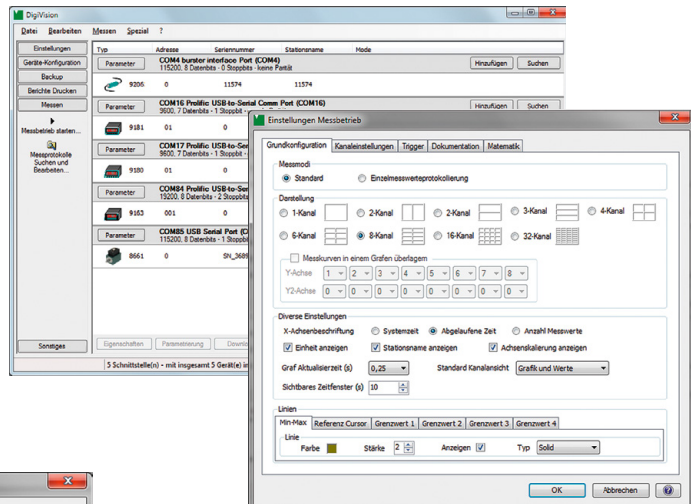 DigiVision
Datei Bearbeiten Messen Spezial ?
Einstellungen
Geräte-Konfiguration
Backup
Berichte Drucken
Messen
Messbetrieb starten...
Messprotokolle
Suchen und
Bearbeiten...
Sonstiges
Typ Adresse Seriennummer Stationsname Mode
Parameter COM4 burster interface Port (COM4) Hinzufügen Suchen
115200, 8 Datenbits - 0 Stoppbits - keine Parität
9206 0 11574 11574
Parameter COM16 Prolific USB-to-Serial Comm Port (COM16) Hinzufügen Suchen
9600, 7 Datenbits - 1 Stoppbit -
9181 01 0
Parameter COM17 Prolific USB-to-Ser
9600, 7 Datenbits - 1 Stoppbit -
9180 01 0
Parameter COM84 Prolific USB-to-Ser
19200, 8 Datenbits - 2 Stoppbits
9163 001 0
Parameter COM85 USB Serial Port (C
115200, 8 Datenbits - 1 Stoppbi
8661 0
Eigenschaften Parametrierung Downlo
5 Schnittstelle(n) - mit insgesamt 5 Gerät(e) in
Einstellungen Messbetrieb
Grundkonfiguration Kanaleinstellungen Trigger Dokumentation Matematik
Messmodi
Standard Einzelmesswerteprotokolierung
Darstellung
1-Kanal 2-Kanal 2-Kanal 3-Kanal 4-Kanal
6-Kanal 8-Kanal 16-Kanal 32-Kanal
Messkurven in einem Grafen überlagern
Y-Achse 1 2 3 4 5 6 7 8
Y2-Achse 0 0 0 0 0 0 0 0
Diverse Einstellungen
X-Achsenbeschriftung Systemzeit Abgelaufene Zeit Anzahl Messwerte
Einheit anzeigen Stationsname anzeigen Achsenskalierung anzeigen
Graf Aktualisierzeit (s) 0,25 Standard Kanalansicht Grafik und Werte
Sichtbares Zeitfenster (s) 10
Linien
Min-Max Referenz Cursor Grenzwert 1 Grenzwert 2 Grenzwert 3 Grenzwert 4
Linie
Farbe Stärke 2 Anzeigen Typ Solid
OK Abbrechen